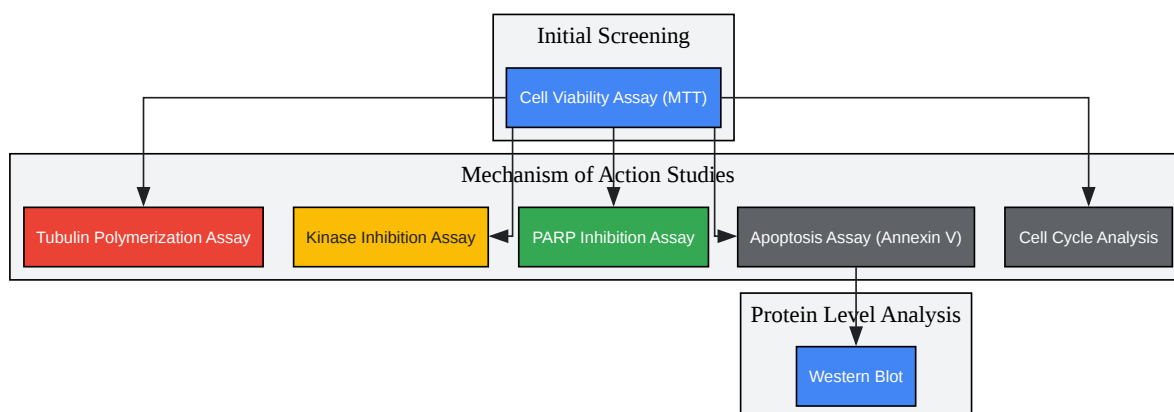 Initial Screening
Cell Viability Assay (MTT)
Mechanism of Action Studies
Tubulin Polymerization Assay
Kinase Inhibition Assay
PARP Inhibition Assay
Apoptosis Assay (Annexin V)
Cell Cycle Analysis
Protein Level Analysis
Western Blot